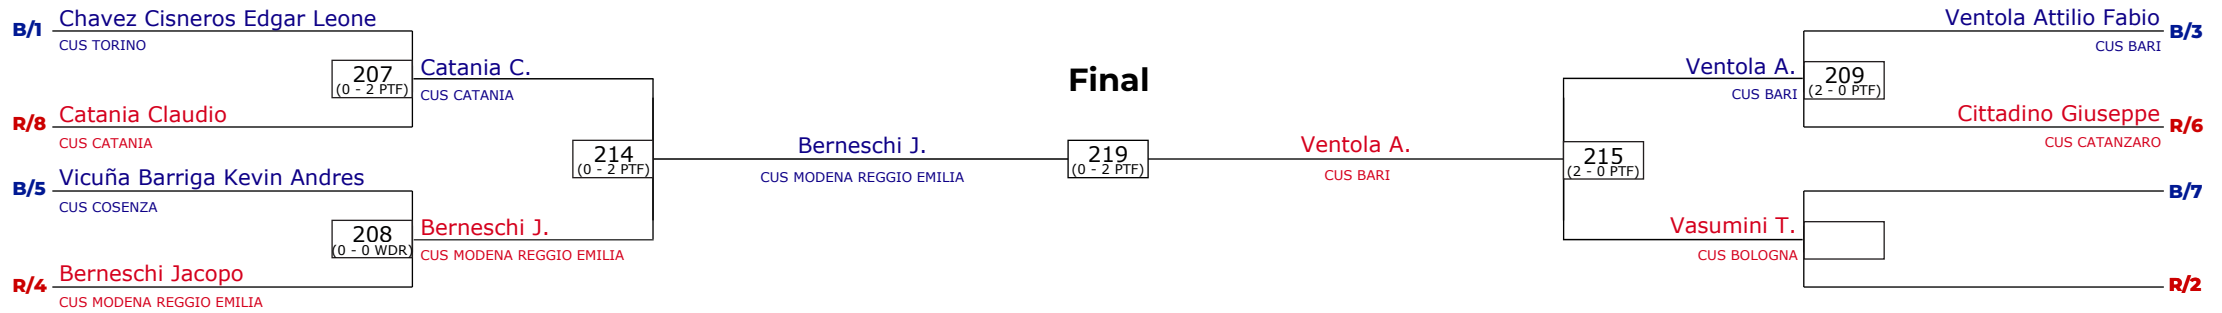 B/1 Chavez Cisneros Edgar Leone
CUS TORINO
207
(0 - 2 PTF)
R/8 Catania Claudio
CUS CATANIA
Catania C.
CUS CATANIA
B/5 Vicuña Barriga Kevin Andres
CUS COSENZA
208
(0 - 0 WDR)
R/4 Berneschi Jacopo
CUS MODENA REGGIO EMILIA
Berneschi J.
CUS MODENA REGGIO EMILIA
214
(0 - 2 PTF)
Berneschi J.
CUS MODENA REGGIO EMILIA
Final
219
(0 - 2 PTF)
Ventola A.
CUS BARI
215
(2 - 0 PTF)
Ventola A.
CUS BARI
Vasumini T.
CUS BOLOGNA
Ventola Attilio Fabio B/3
CUS BARI
209
(2 - 0 PTF)
Cittadino Giuseppe R/6
CUS CATANZARO
B/7
R/2